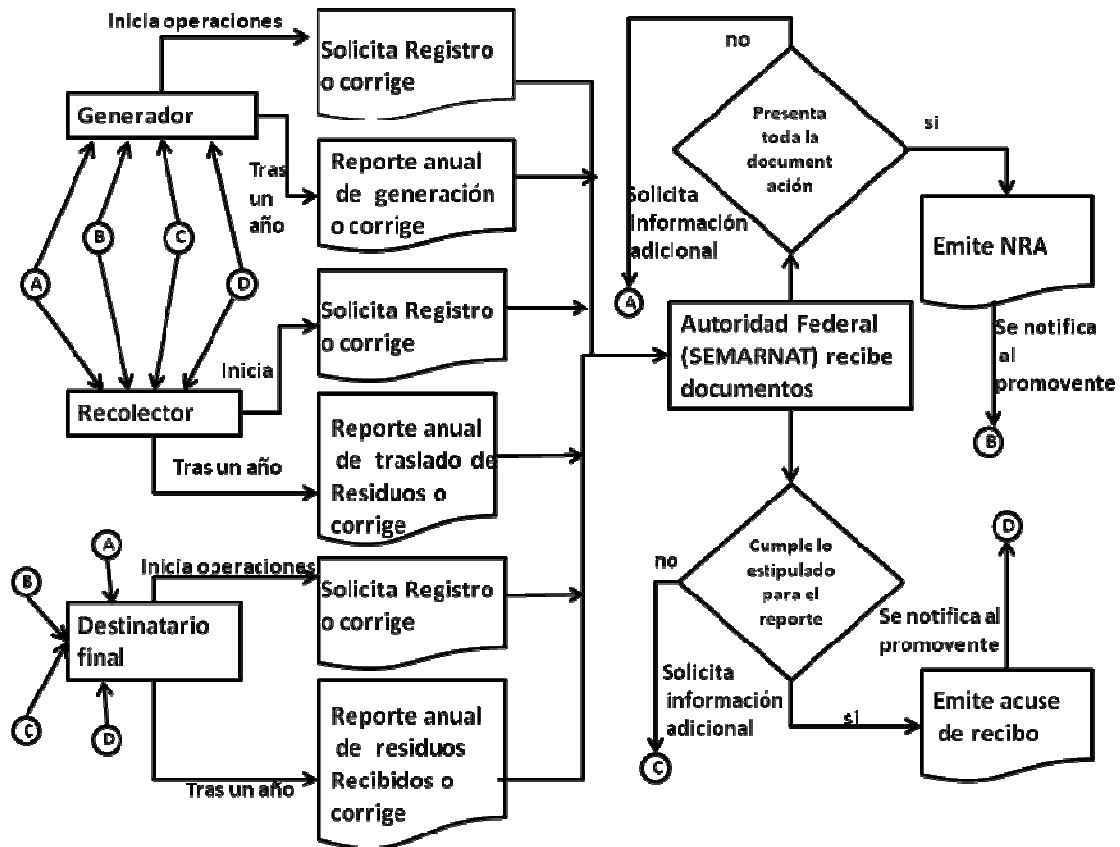 Inicia operaciones
Solicita Registro
o corrige
Generador
Tras
un
año
Reporte anual
de generación
o corrige
A
B
C
D
Solicita Registro
o corrige
Inicia
Recolector
Tras un año
Reporte anual
de traslado de
Residuos o
corrige
A
B
C
D
Inicia operaciones
Destinatario
final
Solicita Registro
o corrige
Tras un año
Reporte anual
de residuos
Recibidos o
corrige
no
Presenta
toda la
document
ación
si
Solicita
Información
adicional
A
Emite NRA
Se notifica
al
promovente
B
Autoridad Federal
(SEMARNAT) recibe
documentos
no
Cumple lo
estipulado
para el
reporte
Solicita
información
adicional
C
si
Emite acuse
de recibo
Se notifica al
promovente
D